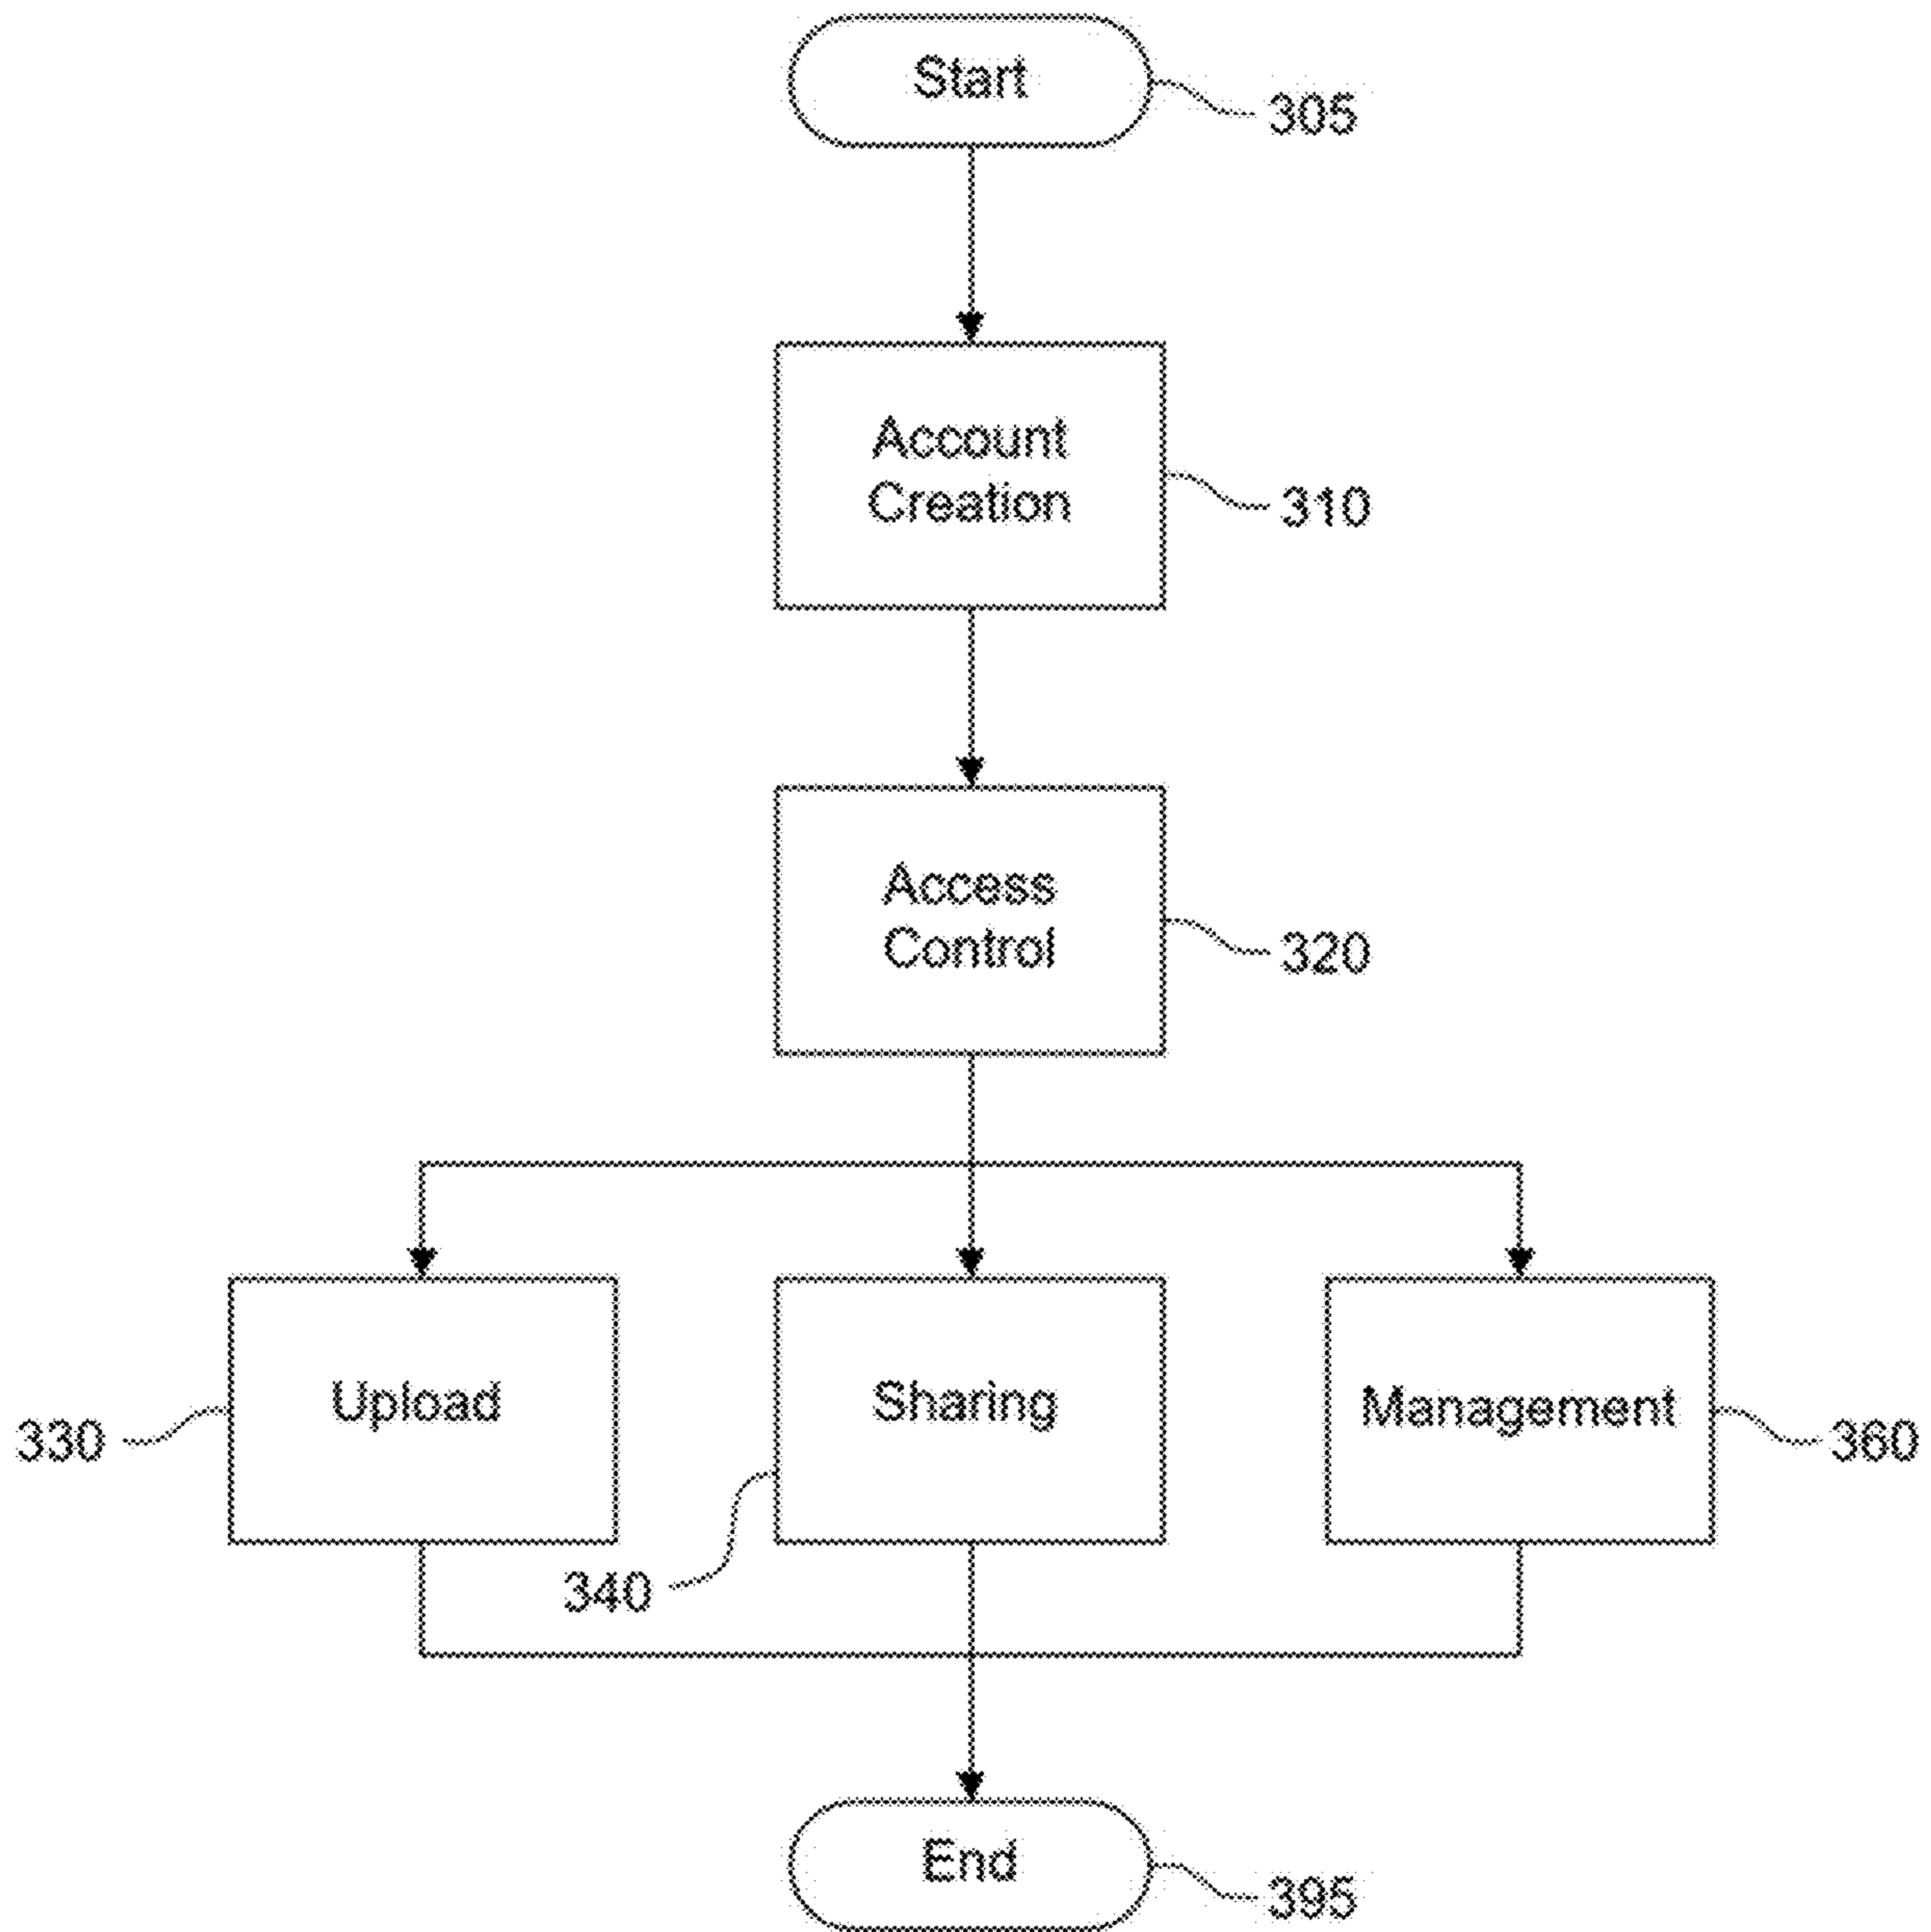 Start
305
Account
Creation
310
Access
Control
320
Upload
Sharing
Management
330
360
340
End
395